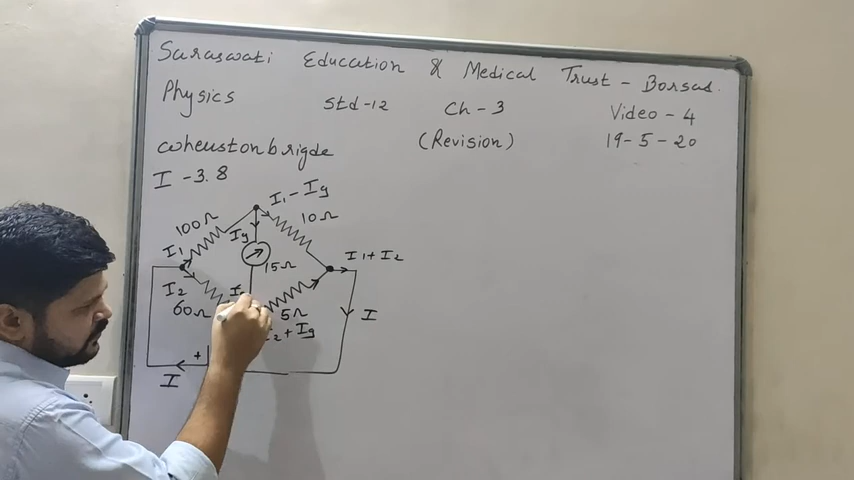 Saraswati Education & Medical Trust - Borsad.
Physics Std-12 Ch-3 Video-4
(Revision) 19-5-20
wheustonbrigde
I - 3.8
I₁ - Ig
100Ω 10Ω
I₁ Ig I₁+I₂
15Ω
I₂
60Ω 5Ω I
₂ + Ig
+
I